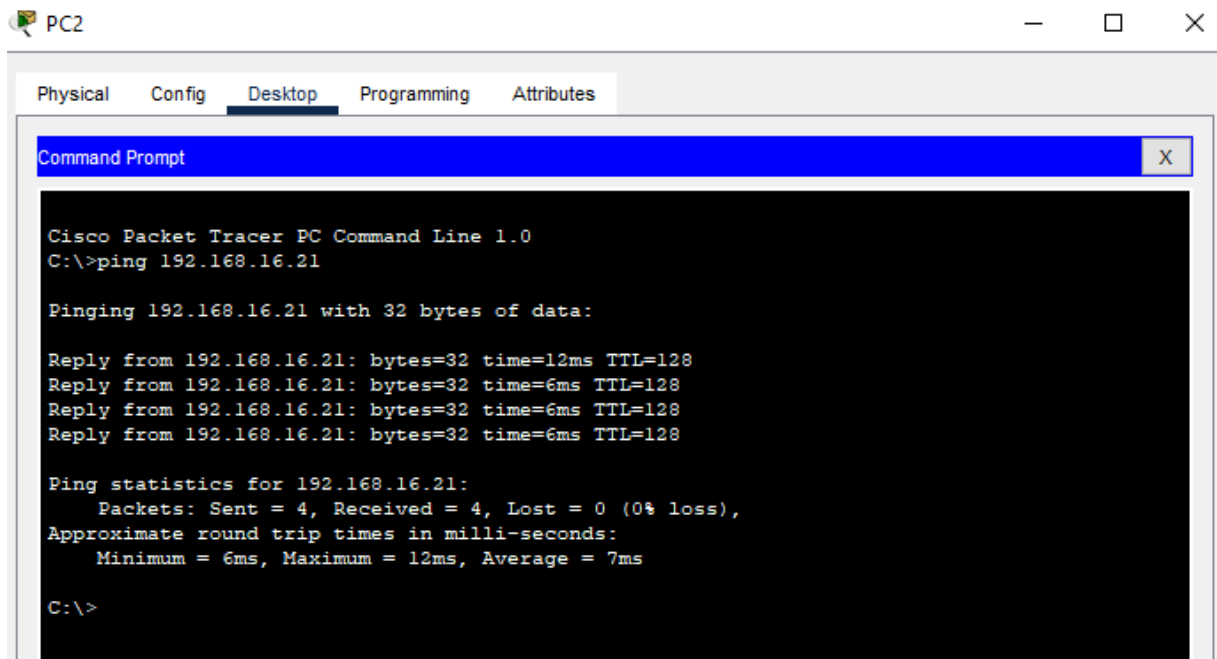 PC2
Physical Config Desktop Programming Attributes
Command Prompt X
Cisco Packet Tracer PC Command Line 1.0
C:\>ping 192.168.16.21
Pinging 192.168.16.21 with 32 bytes of data:
Reply from 192.168.16.21: bytes=32 time=12ms TTL=128
Reply from 192.168.16.21: bytes=32 time=6ms TTL=128
Reply from 192.168.16.21: bytes=32 time=6ms TTL=128
Reply from 192.168.16.21: bytes=32 time=6ms TTL=128
Ping statistics for 192.168.16.21:
Packets: Sent = 4, Received = 4, Lost = 0 (0% loss),
Approximate round trip times in milli-seconds:
Minimum = 6ms, Maximum = 12ms, Average = 7ms
C:\>